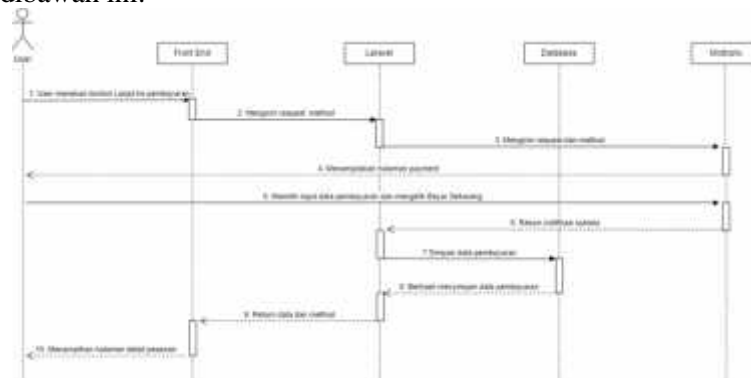 dibawah ini.
User
Front End
Laravel
Database
Midtrans
1. User menekan tombol Lanjut ke pembayaran
2. Mengirim request method
3. Mengirim request dan method
4. Menampilkan halaman payment
5. Memilih input data pembayaran dan mengklik Bayar Sekarang
6. Return notifikasi sukses
7. Simpan data pembayaran
8. Berhasil menyimpan data pembayaran
9. Return data dan method
10. Menampilkan halaman detail pesanan